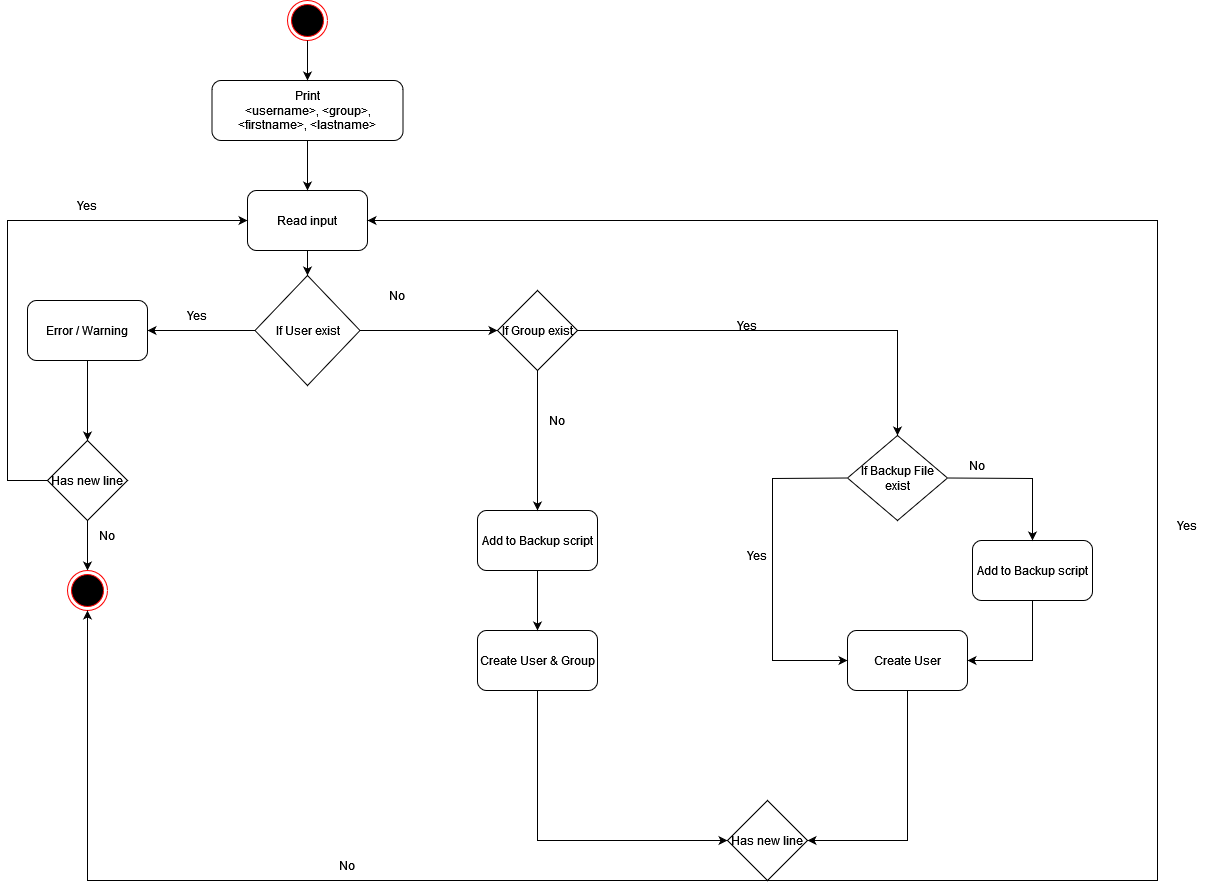 Print
<username>, <group>,
<firstname>, <lastname>
Yes
Read input
No
Error / Warning
Yes
If User exist
If Group exist
Yes
No
Has new line
No
If Backup File
exist
No
Yes
Yes
Add to Backup script
Add to Backup script
Create User & Group
Create User
Has new line
No